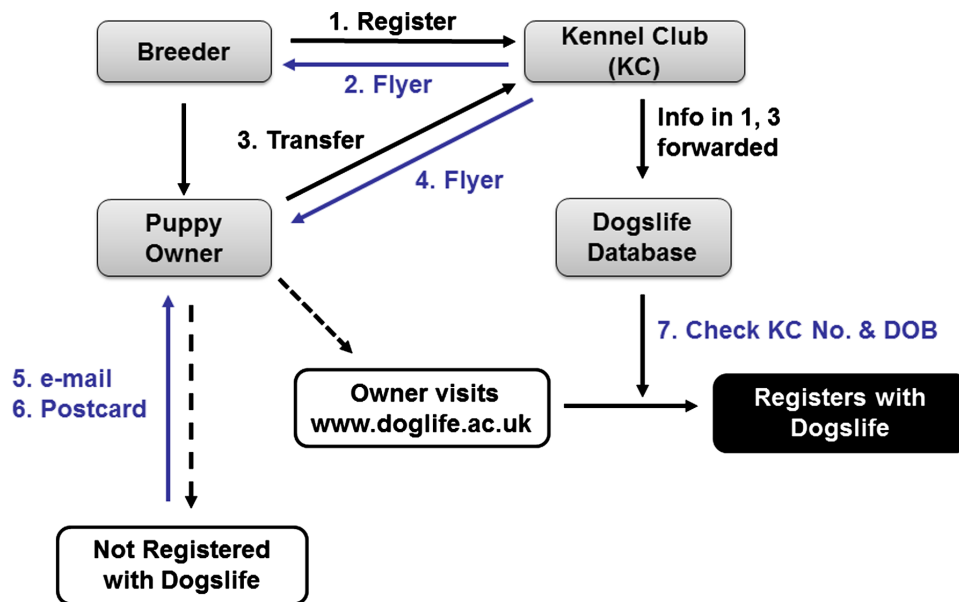 1. Register
Breeder
Kennel Club
(KC)
2. Flyer
3. Transfer
Info in 1, 3
forwarded
4. Flyer
Puppy
Owner
Dogslife
Database
7. Check KC No. & DOB
5. e-mail
6. Postcard
Owner visits
www.doglife.ac.uk
Registers with
Dogslife
Not Registered
with Dogslife